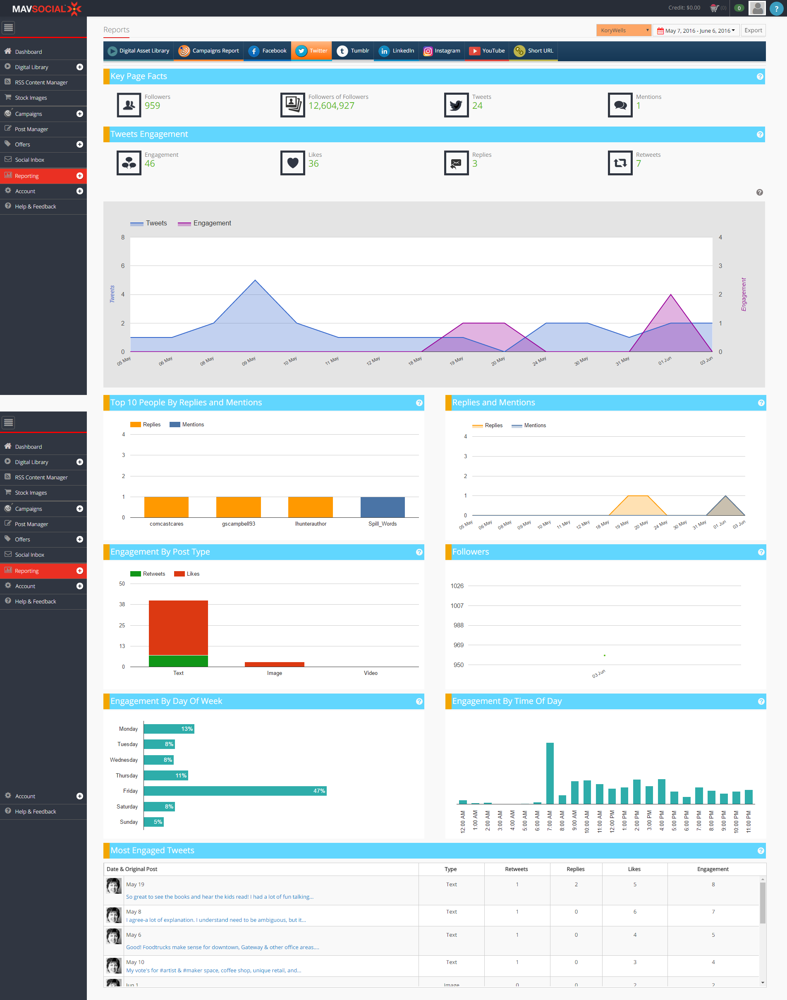 MAVSOCIAL
Credit: $0.00
(0)
0
?
Dashboard
Digital Library
RSS Content Manager
Stock Images
Campaigns
Post Manager
Offers
Social Inbox
Reporting
Account
Help & Feedback
Reports
KoryWells
May 7, 2016 - June 6, 2016
Export
Digital Asset Library
Campaigns Report
Facebook
Twitter
Tumblr
LinkedIn
Instagram
YouTube
Short URL
Key Page Facts
Followers
959
Followers of Followers
12,604,927
Tweets
24
Mentions
1
Tweets Engagement
Engagement
46
Likes
36
Replies
3
Retweets
7
Tweets
Engagement
8
6
4
2
0
Tweets
4
3
2
1
0
Engagement
05 May
06 May
08 May
09 May
10 May
11 May
12 May
18 May
19 May
20 May
24 May
30 May
31 May
01 Jun
03 Jun
Dashboard
Digital Library
RSS Content Manager
Stock Images
Campaigns
Post Manager
Offers
Social Inbox
Reporting
Account
Help & Feedback
Account
Help & Feedback
Top 10 People By Replies and Mentions
Replies
Mentions
4
3
2
1
0
comcastcares
gscampbell93
lhunterauthor
Spill_Words
Replies and Mentions
Replies
Mentions
4
3
2
1
0
05 May
06 May
08 May
09 May
10 May
11 May
12 May
18 May
19 May
20 May
24 May
30 May
31 May
01 Jun
03 Jun
Engagement By Post Type
Retweets
Likes
50
38
25
13
0
Text
Image
Video
Followers
1026
1007
988
969
950
03 Jun
Engagement By Day Of Week
Monday 13%
Tuesday 8%
Wednesday 8%
Thursday 11%
Friday 47%
Saturday 8%
Sunday 5%
Engagement By Time Of Day
12:00 AM
1:00 AM
2:00 AM
3:00 AM
4:00 AM
5:00 AM
6:00 AM
7:00 AM
8:00 AM
9:00 AM
10:00 AM
11:00 AM
12:00 PM
1:00 PM
2:00 PM
3:00 PM
4:00 PM
5:00 PM
6:00 PM
7:00 PM
8:00 PM
9:00 PM
10:00 PM
11:00 PM
Most Engaged Tweets
Date & Original Post Type Retweets Replies Likes Engagement
May 19 Text 1 2 5 8
So great to see the books and hear the kids read! I had a lot of fun talking...
May 8 Text 1 0 6 7
I agree-a lot of explanation. I understand need to be ambiguous, but it...
May 6 Text 1 0 4 5
Good! Foodtrucks make sense for downtown, Gateway & other office areas....
May 10 Text 1 0 3 4
My vote's for #artist & #maker space, coffee shop, unique retail, and...
Jun 1 Image 0 0 2 2